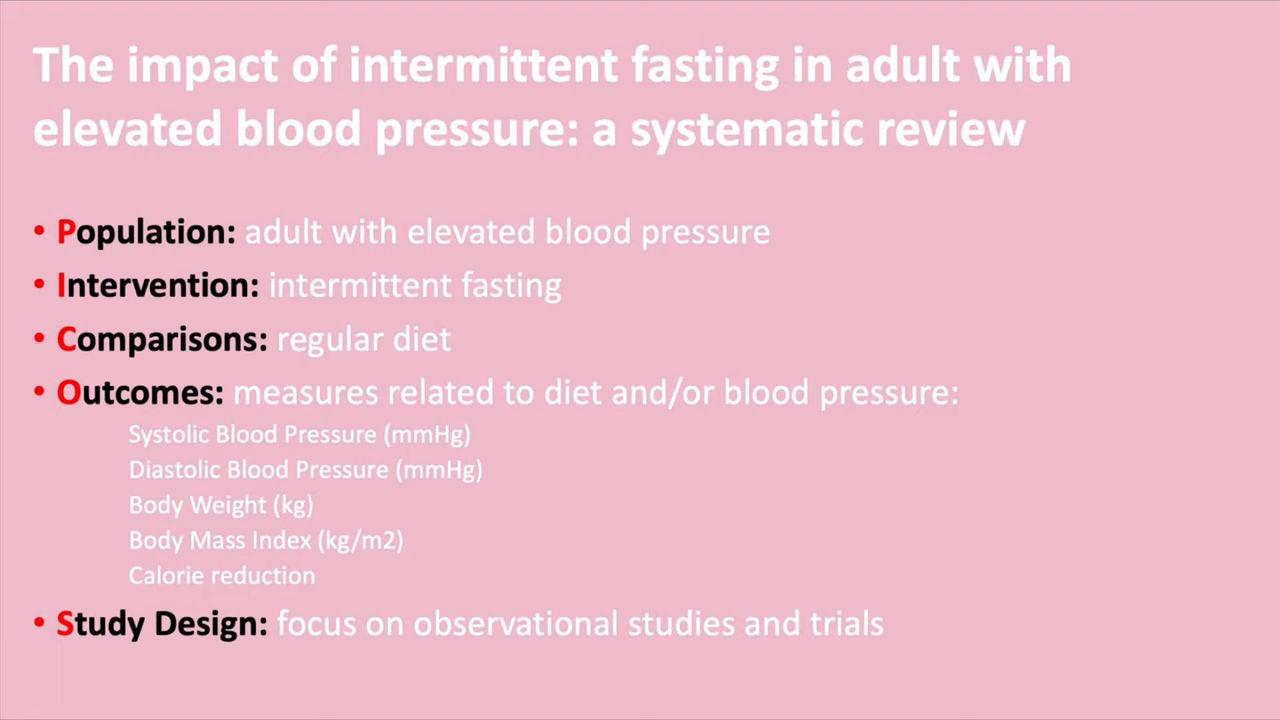 The impact of intermittent fasting in adult with
elevated blood pressure: a systematic review
• Population: adult with elevated blood pressure
• Intervention: intermittent fasting
• Comparisons: regular diet
• Outcomes: measures related to diet and/or blood pressure:
Systolic Blood Pressure (mmHg)
Diastolic Blood Pressure (mmHg)
Body Weight (kg)
Body Mass Index (kg/m2)
Calorie reduction
• Study Design: focus on observational studies and trials